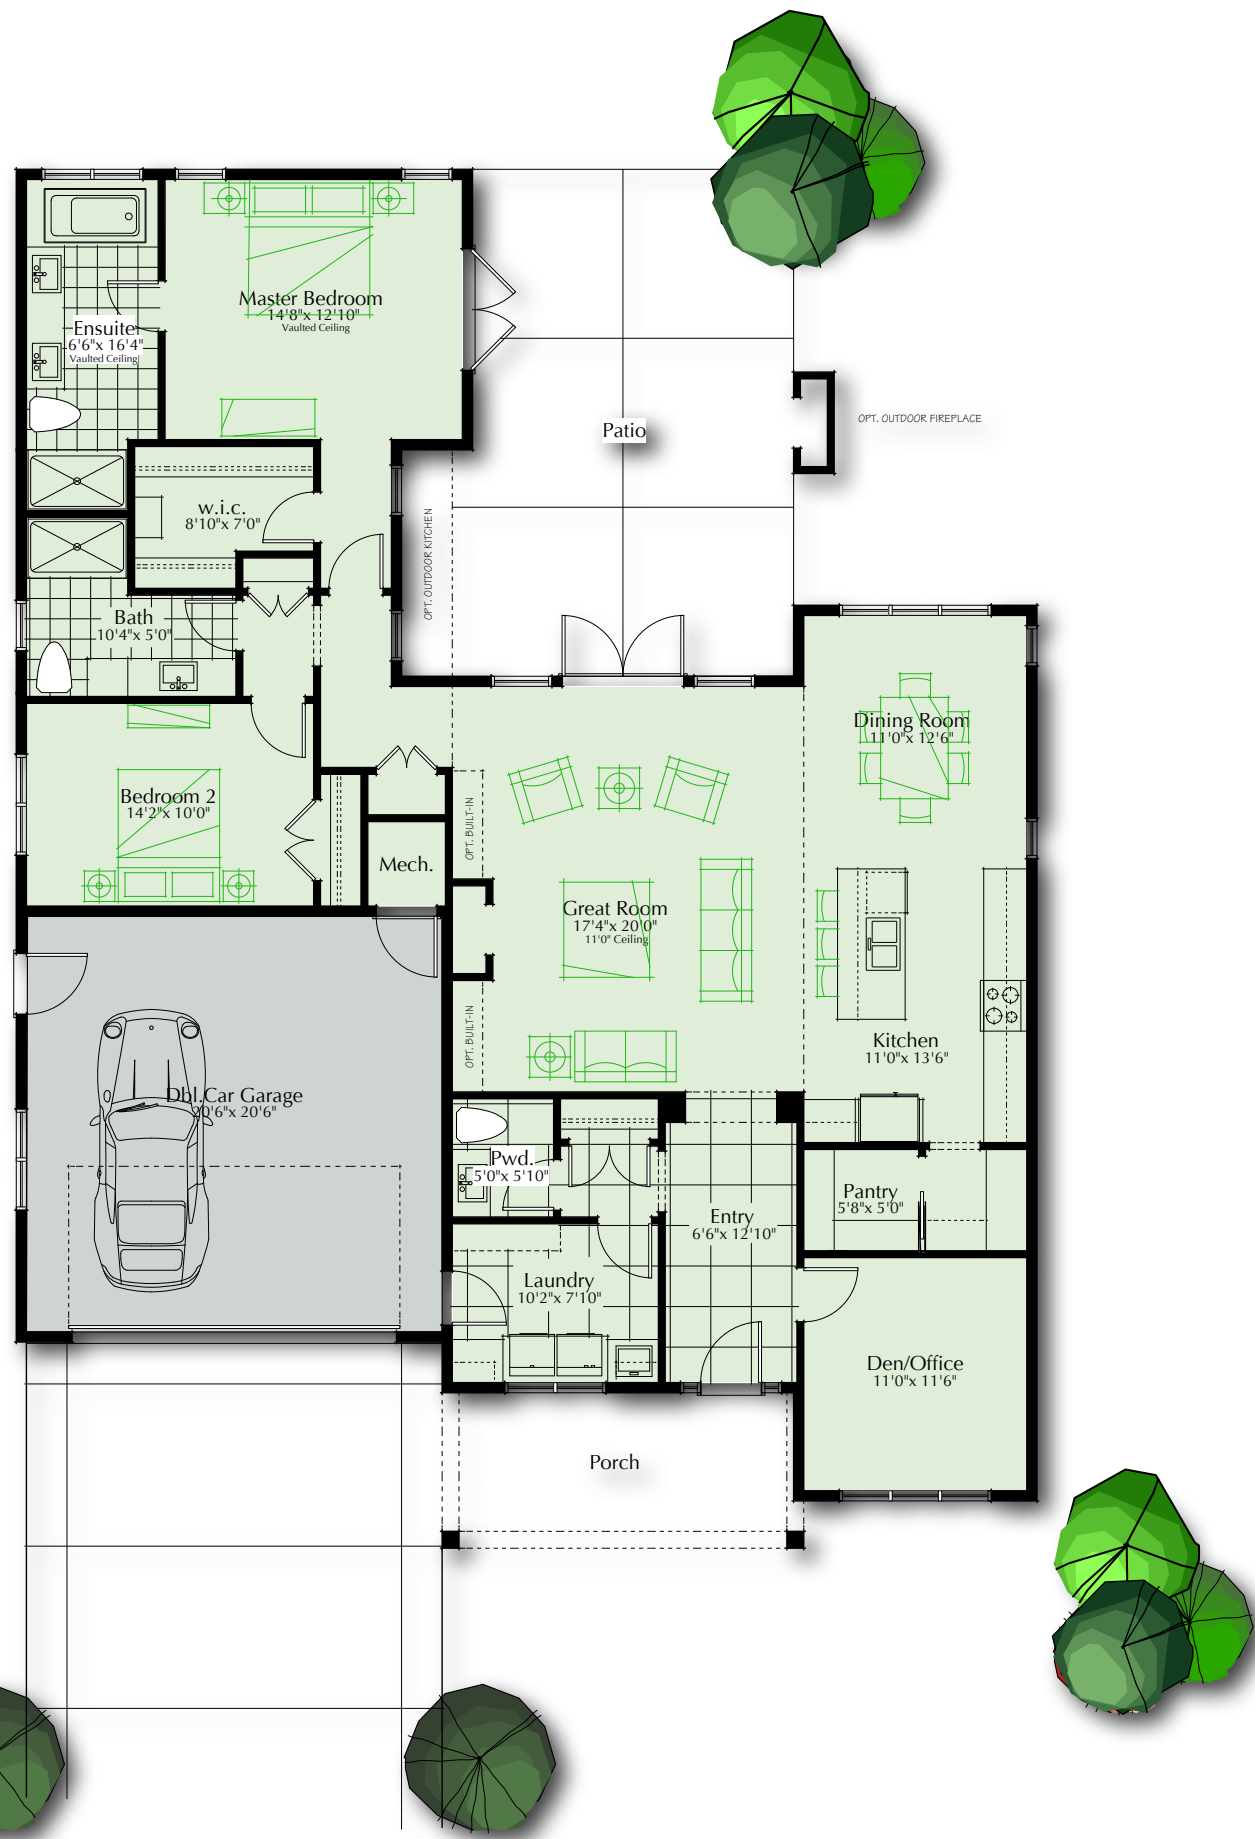 Master Bedroom
14'8"x 12'10"
Vaulted Ceiling
Ensuite
6'6"x 16'4"
Vaulted Ceiling
Patio
OPT. OUTDOOR FIREPLACE
w.i.c.
8'10"x 7'0"
OPT. OUTDOOR KITCHEN
Bath
10'4"x 5'0"
Dining Room
11'0"x 12'6"
Bedroom 2
14'2"x 10'0"
OPT. BUILT-IN
Mech.
Great Room
17'4"x 20'0"
11'0" Ceiling
OPT. BUILT-IN
Kitchen
11'0"x 13'6"
Dbl.Car Garage
20'6"x 20'6"
Pwd.
5'0"x 5'10"
Pantry
5'8"x 5'0"
Entry
6'6"x 12'10"
Laundry
10'2"x 7'10"
Den/Office
11'0"x 11'6"
Porch